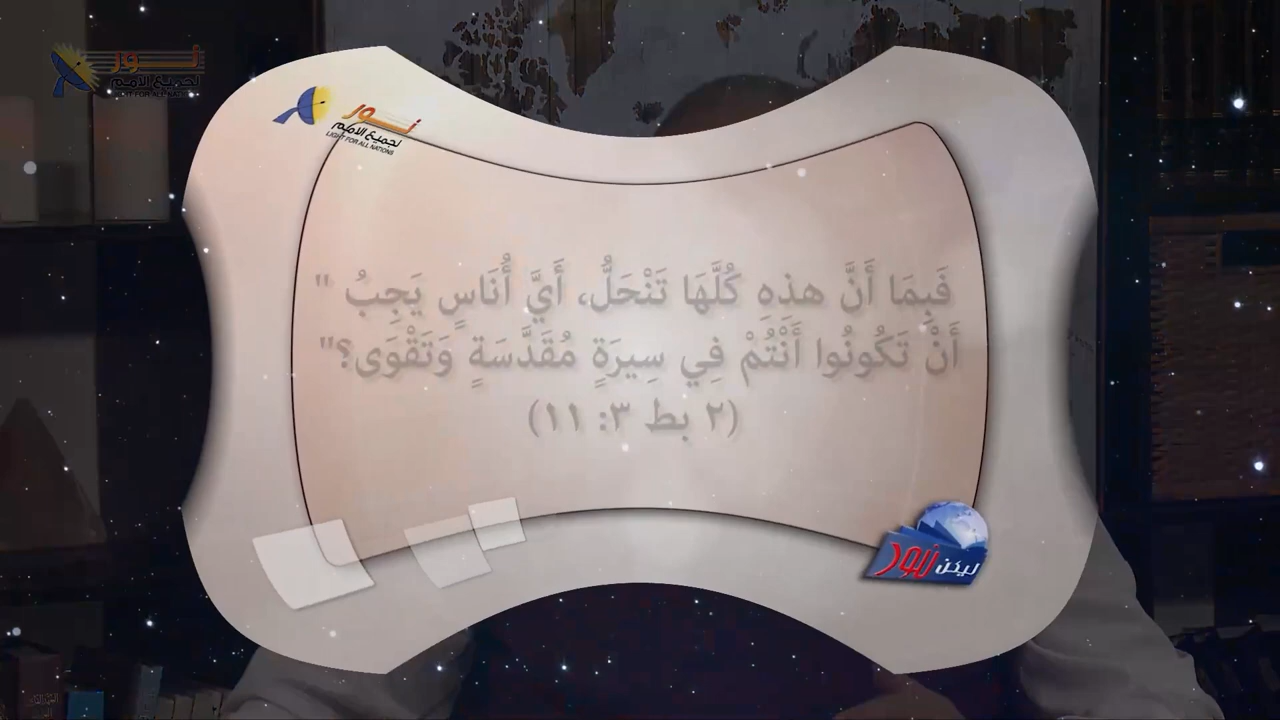 نور
لجميع الأمم
LIGHT FOR ALL NATIONS
" فَبِمَا أَنَّ هذِهِ كُلَّهَا تَنْحَلُّ، أَيَّ أُنَاسٍ يَجِبُ
أَنْ تَكُونُوا أَنْتُمْ فِي سِيرَةٍ مُقَدَّسَةٍ وَتَقْوَى؟"
(٢ بط ٣: ١١)
ليكن نور